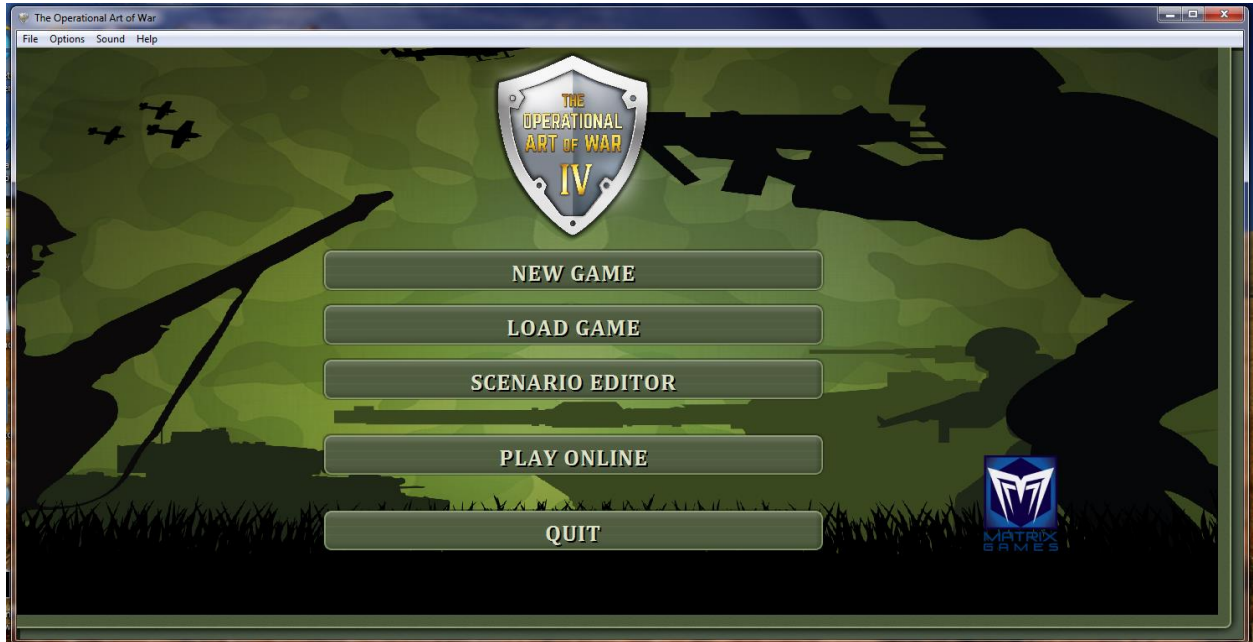 The Operational Art of War
File Options Sound Help
THE
OPERATIONAL
ART OF WAR
IV
NEW GAME
LOAD GAME
SCENARIO EDITOR
PLAY ONLINE
QUIT
MATRIX
GAMES